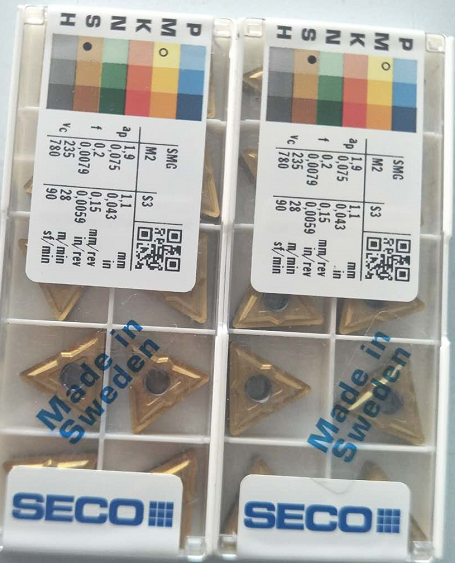 P M K N S H
SMG M2 S3
ap 1,9 1,1 mm
0,075 0,043 in
f 0,2 0,15 mm/rev
0,0079 0,0059 in/rev
vc 235 28 m/min
780 90 sf/min
Made in
Sweden
SECO
P M K N S H
SMG M2 S3
ap 1,9 1,1 mm
0,075 0,043 in
f 0,2 0,15 mm/rev
0,0079 0,0059 in/rev
vc 235 28 m/min
780 90 sf/min
Made in
Sweden
SECO